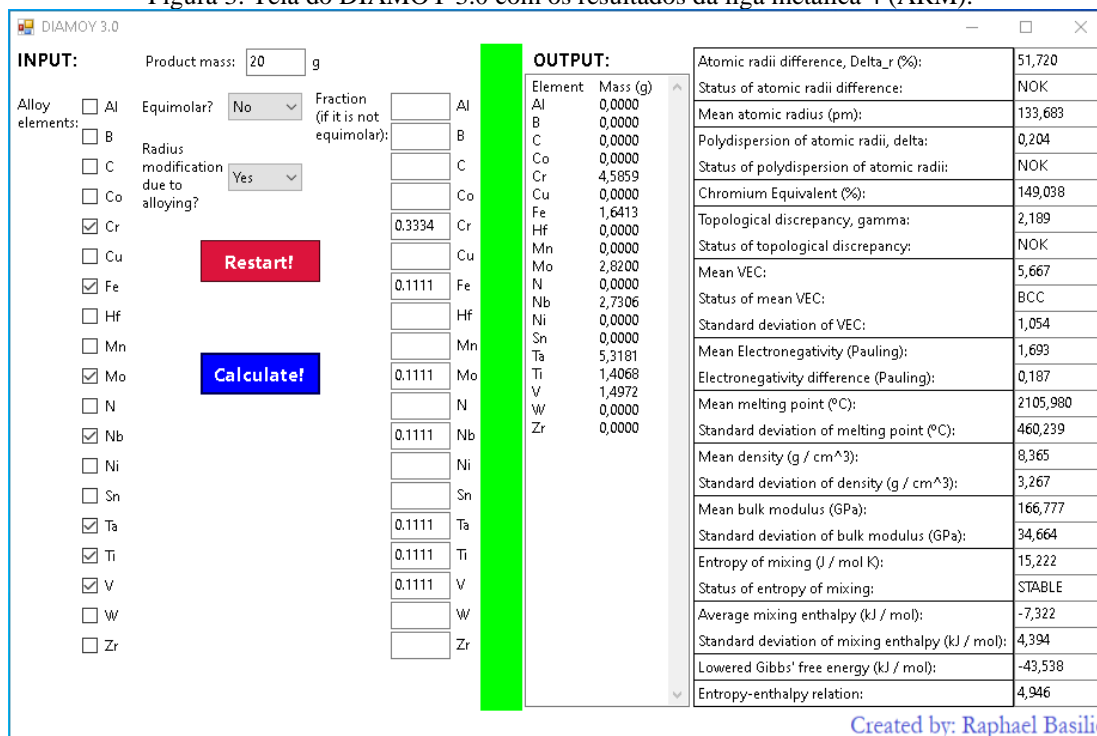 Figura 3. Tela do DIAMOY 3.0 com os resultados da liga metálica 4 (ARM).
DIAMOY 3.0
INPUT:
Product mass: 20 g
Alloy elements:
Al
B
C
Co
Cr
Cu
Fe
Hf
Mn
Mo
N
Nb
Ni
Sn
Ta
Ti
V
W
Zr
Equimolar? No
Radius modification due to alloying? Yes
Restart!
Calculate!
Fraction (if it is not equimolar):
Al
B
C
Co
0.3334 Cr
Cu
0.1111 Fe
Hf
Mn
0.1111 Mo
N
0.1111 Nb
Ni
Sn
0.1111 Ta
0.1111 Ti
0.1111 V
W
Zr
OUTPUT:
Element Mass (g)
Al 0,0000
B 0,0000
C 0,0000
Co 0,0000
Cr 4,5859
Cu 0,0000
Fe 1,6413
Hf 0,0000
Mn 0,0000
Mo 2,8200
N 0,0000
Nb 2,7306
Ni 0,0000
Sn 0,0000
Ta 5,3181
Ti 1,4068
V 1,4972
W 0,0000
Zr 0,0000
Atomic radii difference, Delta_r (%): 51,720
Status of atomic radii difference: NOK
Mean atomic radius (pm): 133,683
Polydispersion of atomic radii, delta: 0,204
Status of polydispersion of atomic radii: NOK
Chromium Equivalent (%): 149,038
Topological discrepancy, gamma: 2,189
Status of topological discrepancy: NOK
Mean VEC: 5,667
Status of mean VEC: BCC
Standard deviation of VEC: 1,054
Mean Electronegativity (Pauling): 1,693
Electronegativity difference (Pauling): 0,187
Mean melting point (ºC): 2105,980
Standard deviation of melting point (ºC): 460,239
Mean density (g / cm^3): 8,365
Standard deviation of density (g / cm^3): 3,267
Mean bulk modulus (GPa): 166,777
Standard deviation of bulk modulus (GPa): 34,664
Entropy of mixing (J / mol K): 15,222
Status of entropy of mixing: STABLE
Average mixing enthalpy (kJ / mol): -7,322
Standard deviation of mixing enthalpy (kJ / mol): 4,394
Lowered Gibbs' free energy (kJ / mol): -43,538
Entropy-enthalpy relation: 4,946
Created by: Raphael Basili